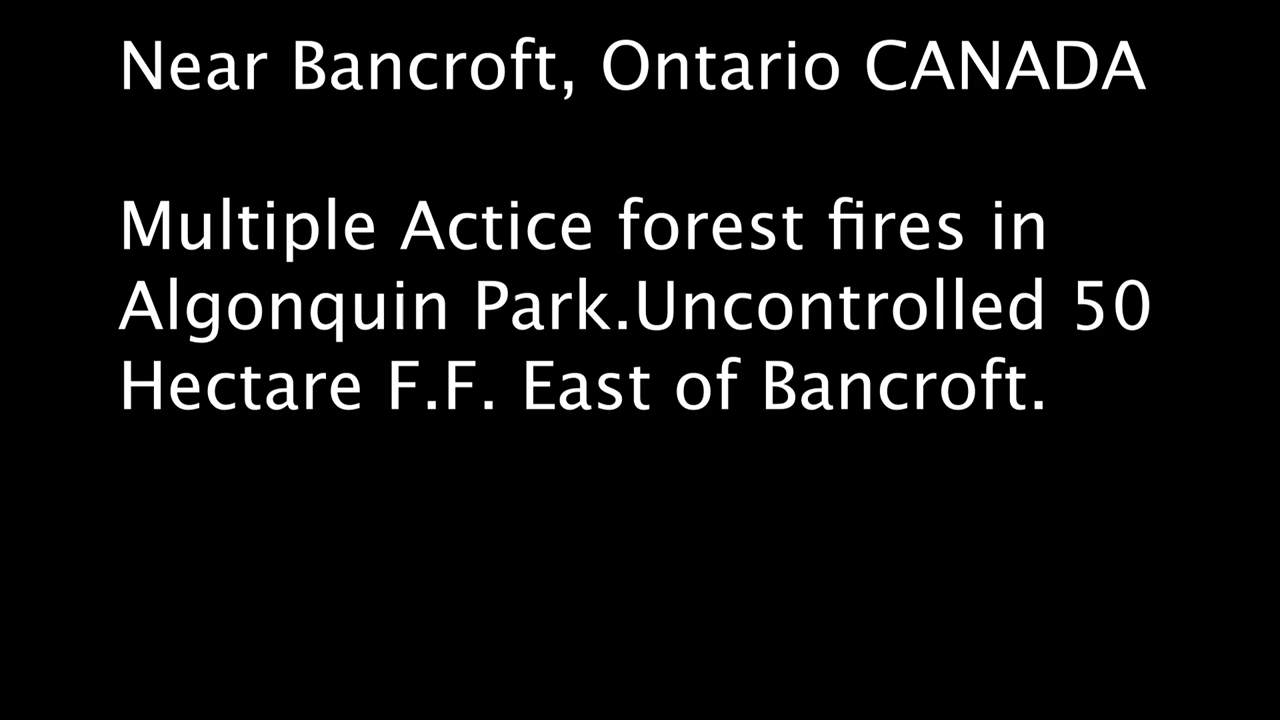 Near Bancroft, Ontario CANADA
Multiple Actice forest fires in
Algonquin Park.Uncontrolled 50
Hectare F.F. East of Bancroft.